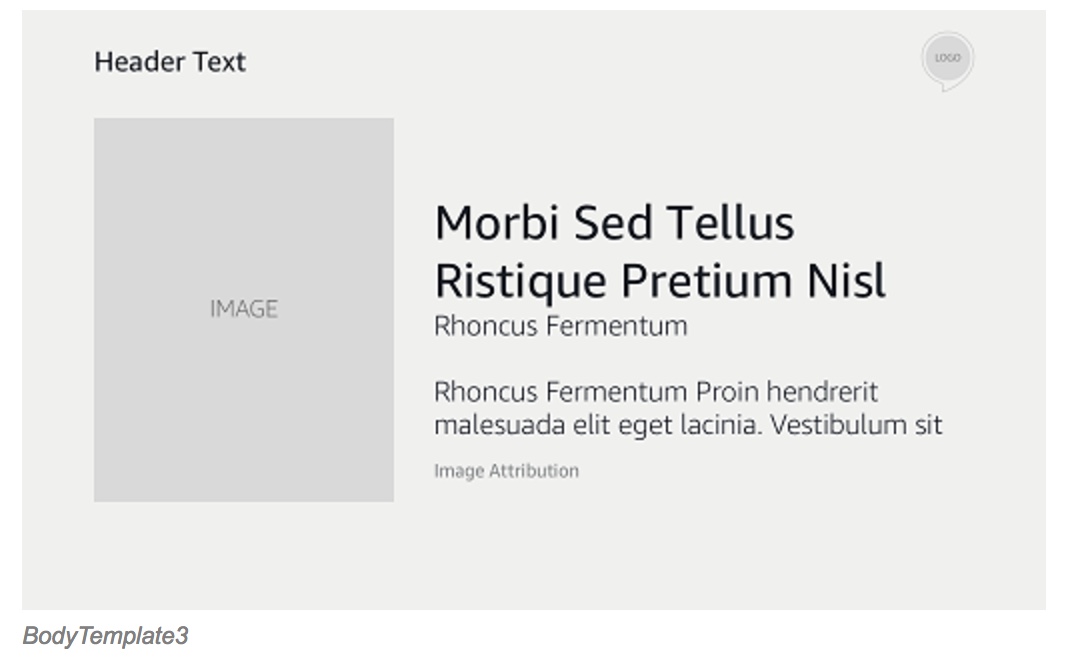 Header Text
LOGO
IMAGE
Morbi Sed Tellus
Ristique Pretium Nisl
Rhoncus Fermentum
Rhoncus Fermentum Proin hendrerit
malesuada elit eget lacinia. Vestibulum sit
Image Attribution
BodyTemplate3